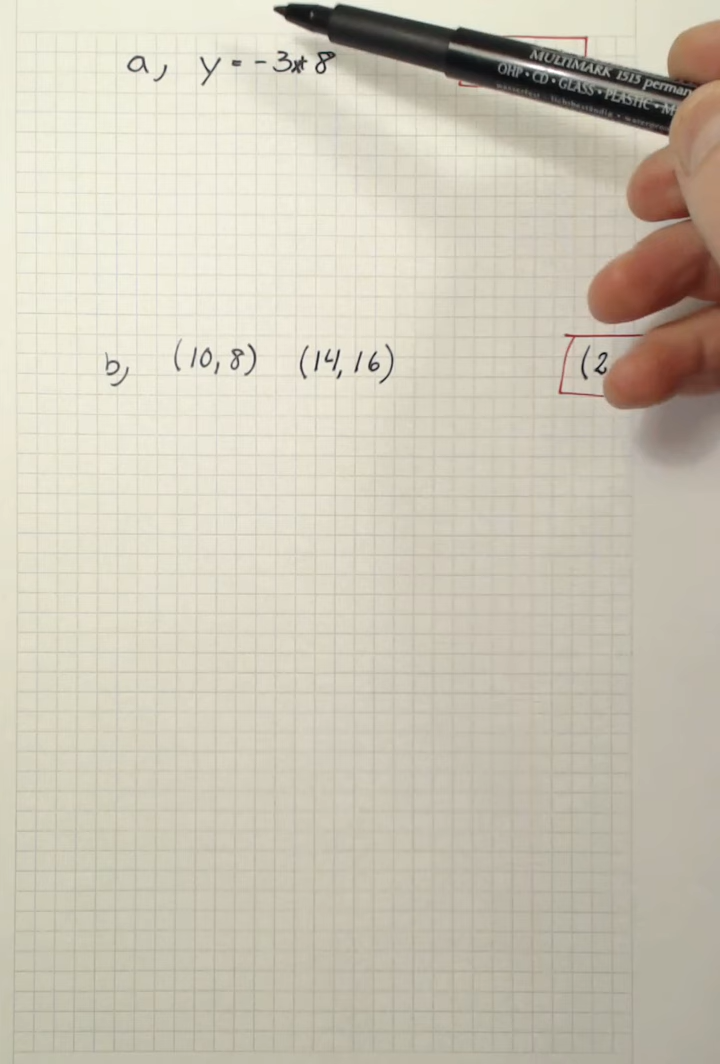 a, y = -3x+8
MULTIMARK 1513 perman
OHP • CD • GLASS • PLASTIC • M
b, (10,8) (14,16) (2